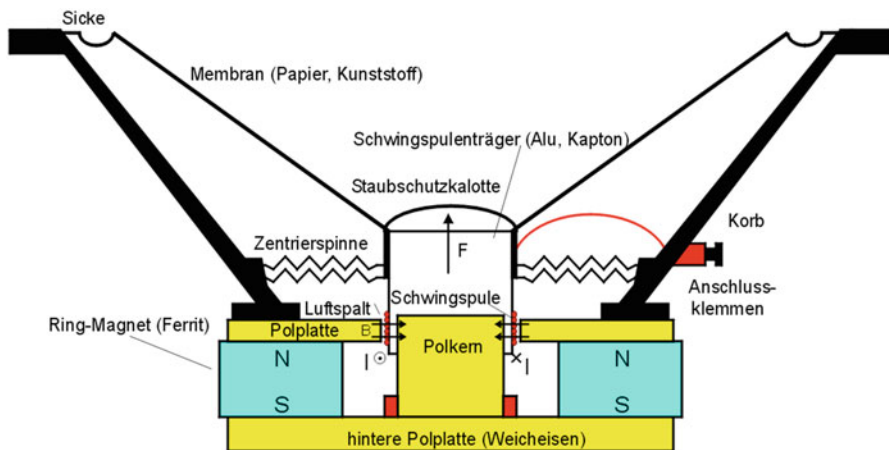 Sicke
Membran (Papier, Kunststoff)
Schwingspulenträger (Alu, Kapton)
Staubschutzkalotte
Korb
Zentrierspinne
F
Anschluss-
klemmen
Luftspalt
Schwingspule
Ring-Magnet (Ferrit)
Polplatte
B
Polkern
I
I
N
N
S
S
hintere Polplatte (Weicheisen)